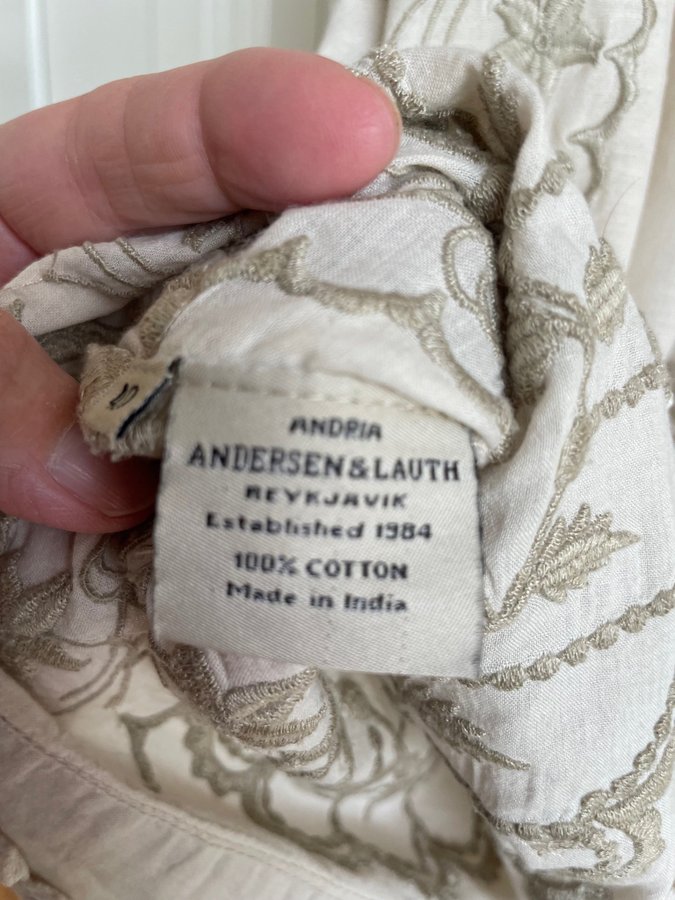 ANDRIA
ANDERSEN&LAUTH
REYKJAVIK
Established 1984
100% COTTON
Made in India